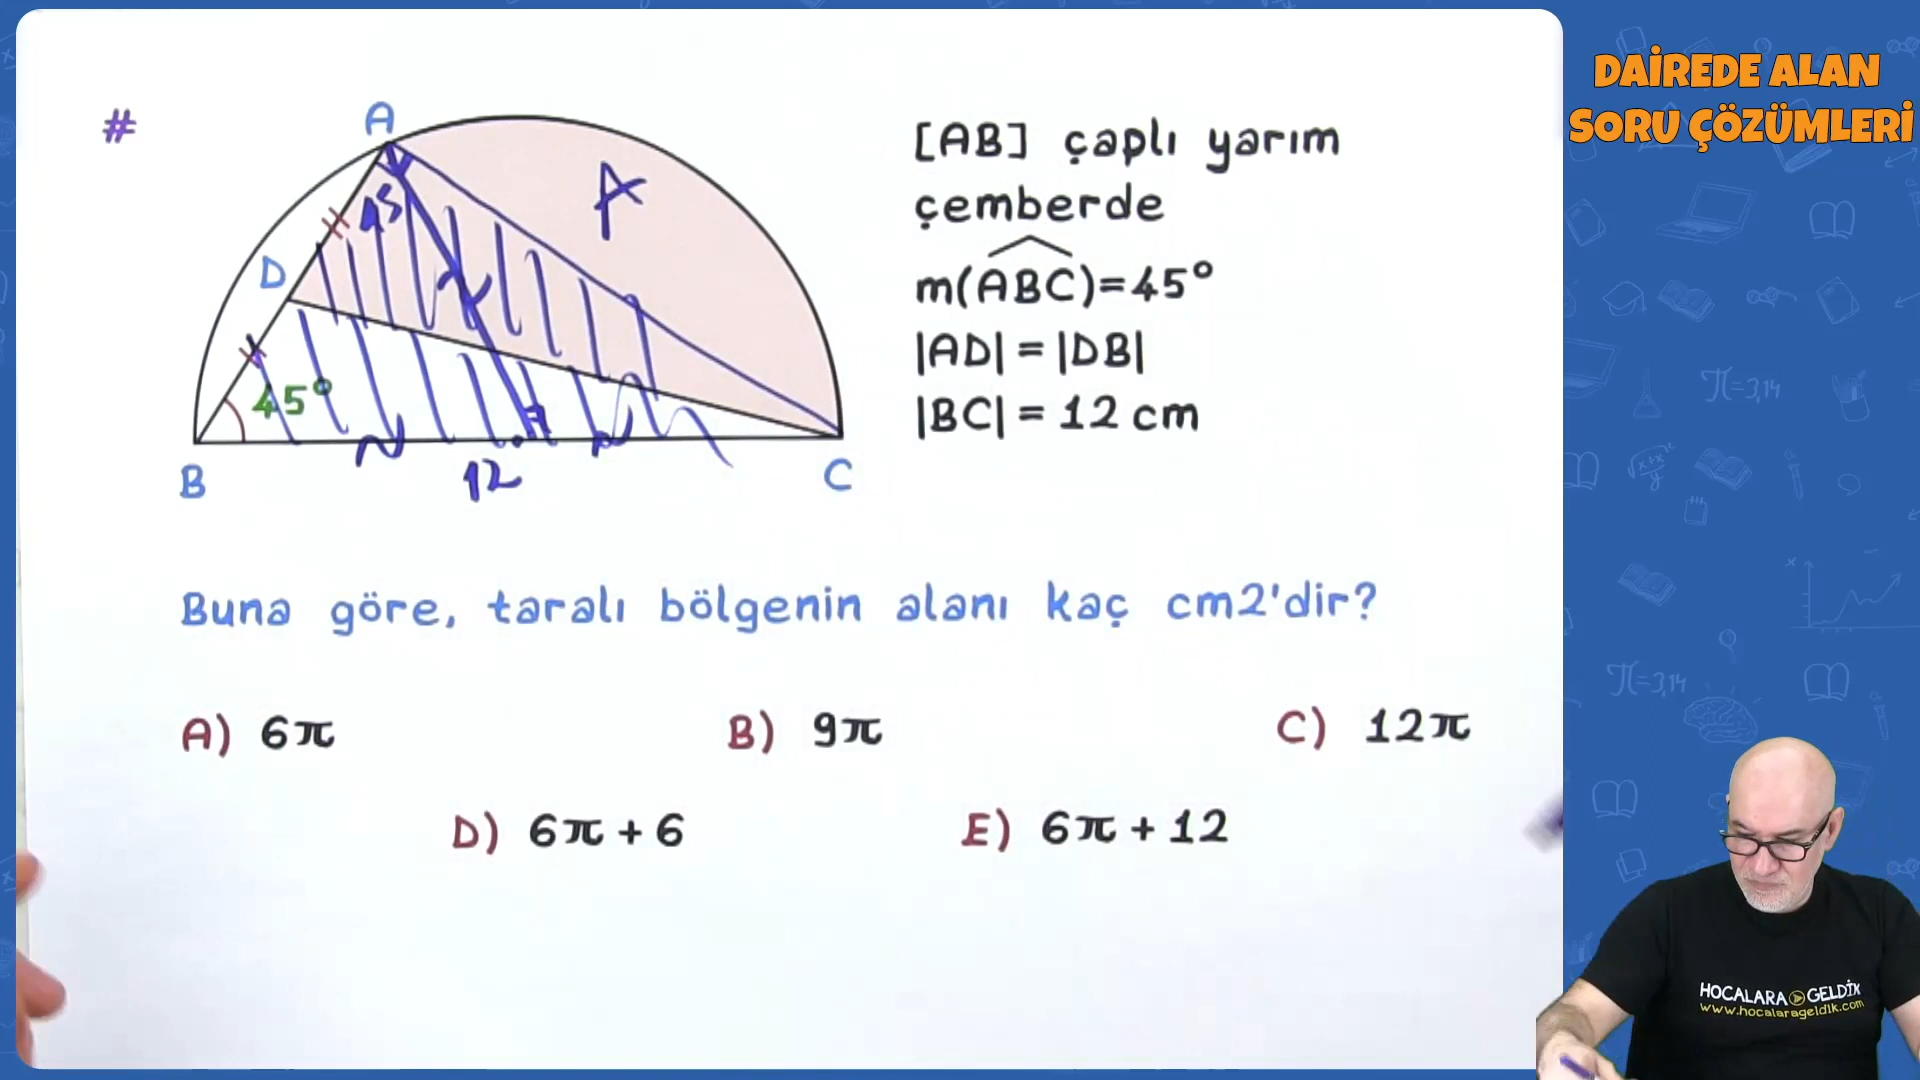 DAİREDE ALAN
SORU ÇÖZÜMLERİ
#
A
A
45
D
45°
B
12
C
[AB] çaplı yarım
çemberde
m(ABC)=45°
|AD| = |DB|
|BC| = 12 cm
Buna göre, taralı bölgenin alanı kaç cm2'dir?
A) 6π
B) 9π
C) 12π
D) 6π + 6
E) 6π + 12
HOCALARA GELDİK
www.hocalarageldik.com
π=3,14
π=3,14